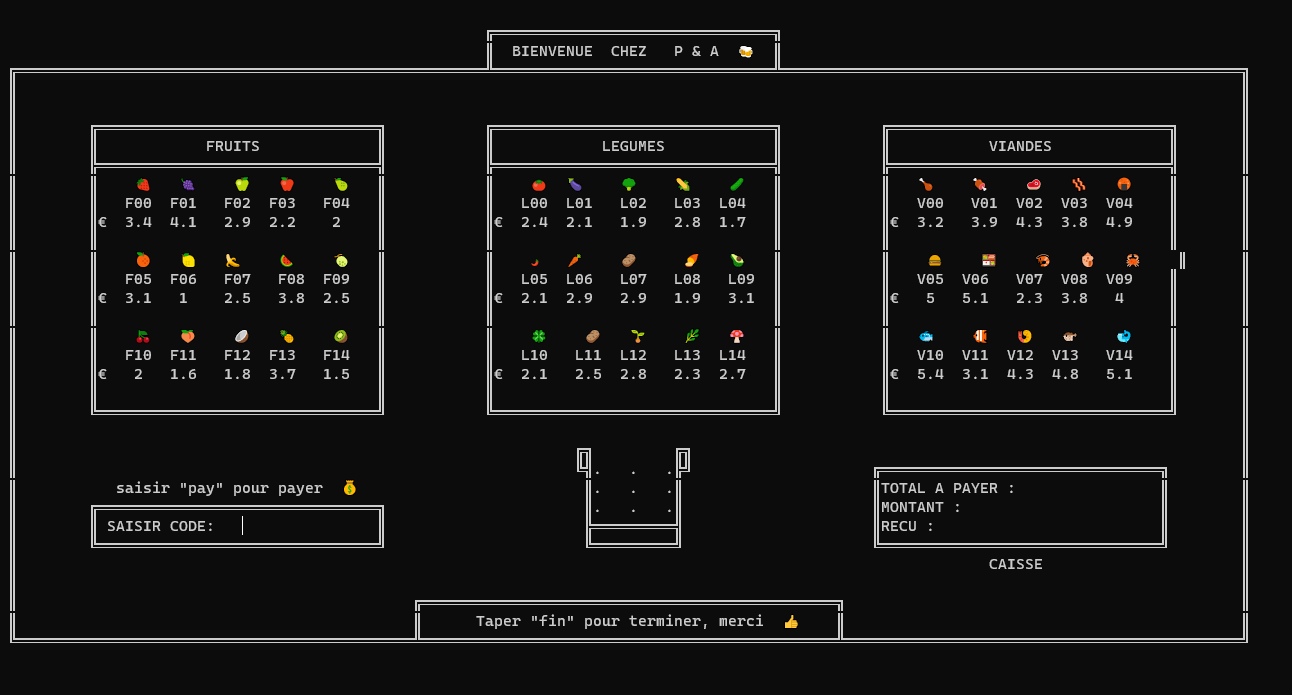 BIENVENUE CHEZ P & A
FRUITS
F00 F01 F02 F03 F04
€ 3.4 4.1 2.9 2.2 2
F05 F06 F07 F08 F09
€ 3.1 1 2.5 3.8 2.5
F10 F11 F12 F13 F14
€ 2 1.6 1.8 3.7 1.5
LEGUMES
L00 L01 L02 L03 L04
€ 2.4 2.1 1.9 2.8 1.7
L05 L06 L07 L08 L09
€ 2.1 2.9 2.9 1.9 3.1
L10 L11 L12 L13 L14
€ 2.1 2.5 2.8 2.3 2.7
VIANDES
V00 V01 V02 V03 V04
€ 3.2 3.9 4.3 3.8 4.9
V05 V06 V07 V08 V09
€ 5 5.1 2.3 3.8 4
V10 V11 V12 V13 V14
€ 5.4 3.1 4.3 4.8 5.1
saisir "pay" pour payer
SAISIR CODE:
. . .
. . .
. . .
TOTAL A PAYER :
MONTANT :
RECU :
CAISSE
Taper "fin" pour terminer, merci